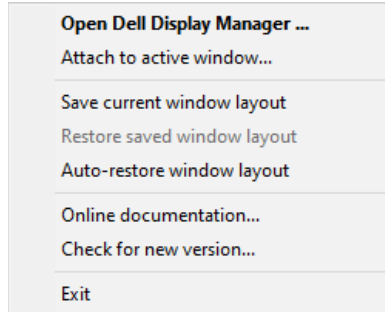 Open Dell Display Manager ...
Attach to active window...
Save current window layout
Restore saved window layout
Auto-restore window layout
Online documentation...
Check for new version...
Exit